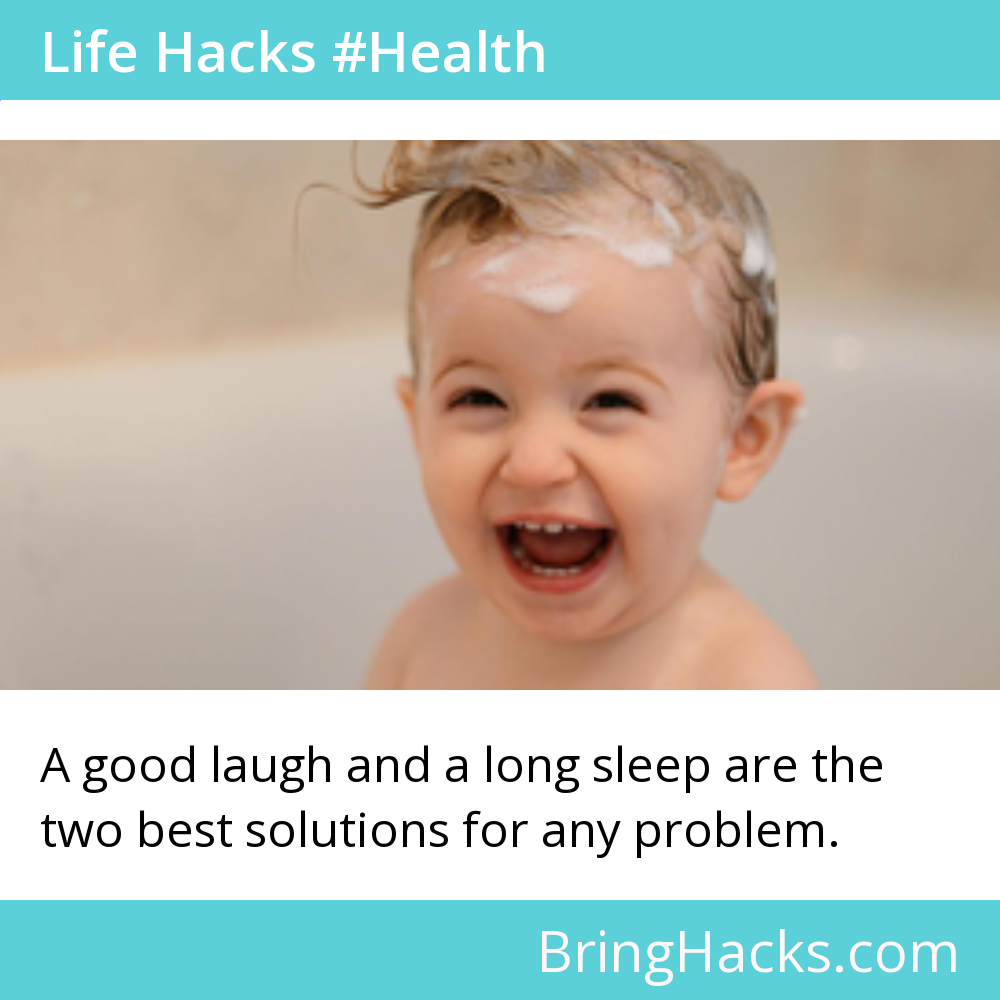 Life Hacks #Health
A good laugh and a long sleep are the
two best solutions for any problem.
BringHacks.com